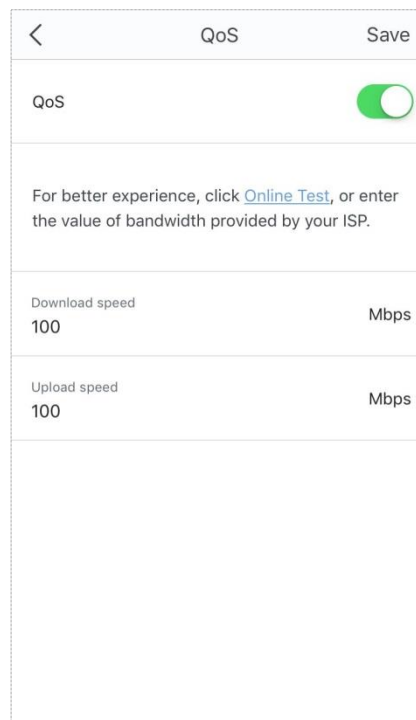 QoS Save
QoS
For better experience, click Online Test, or enter
the value of bandwidth provided by your ISP.
Download speed
100 Mbps
Upload speed
100 Mbps